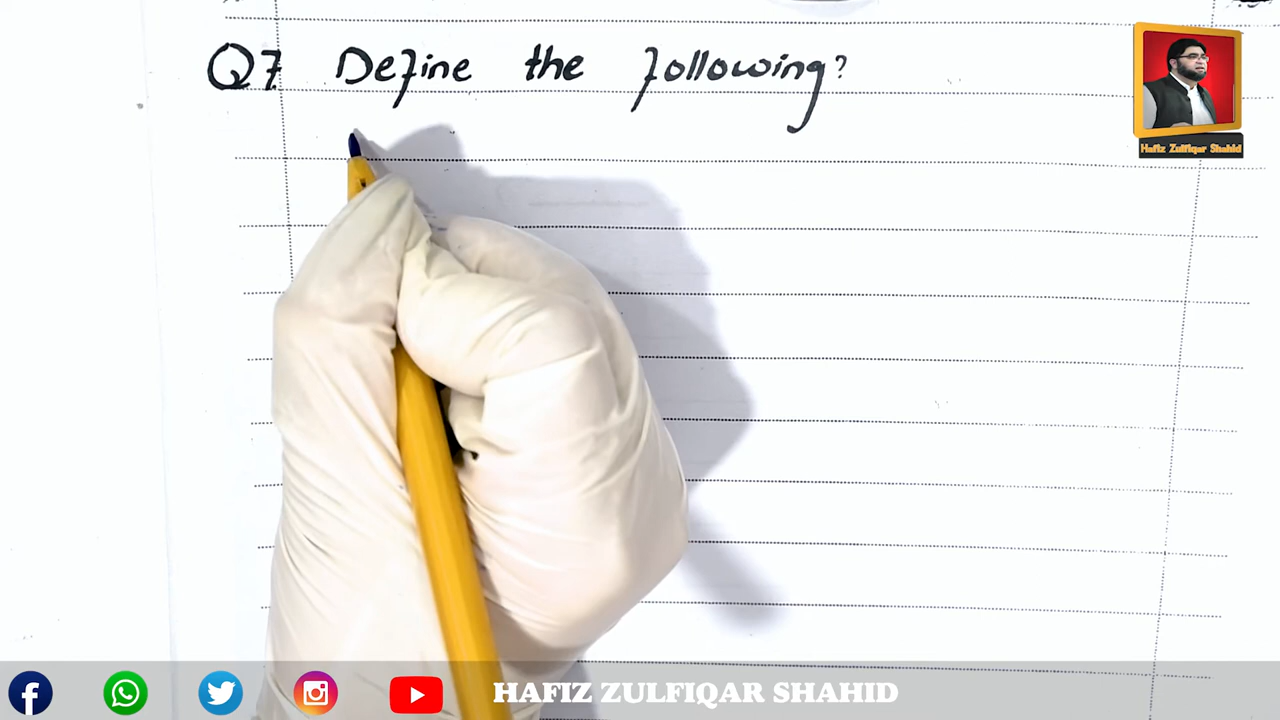 Q7 Define the following?
Hafiz Zulfiqar Shahid
HAFIZ ZULFIQAR SHAHID